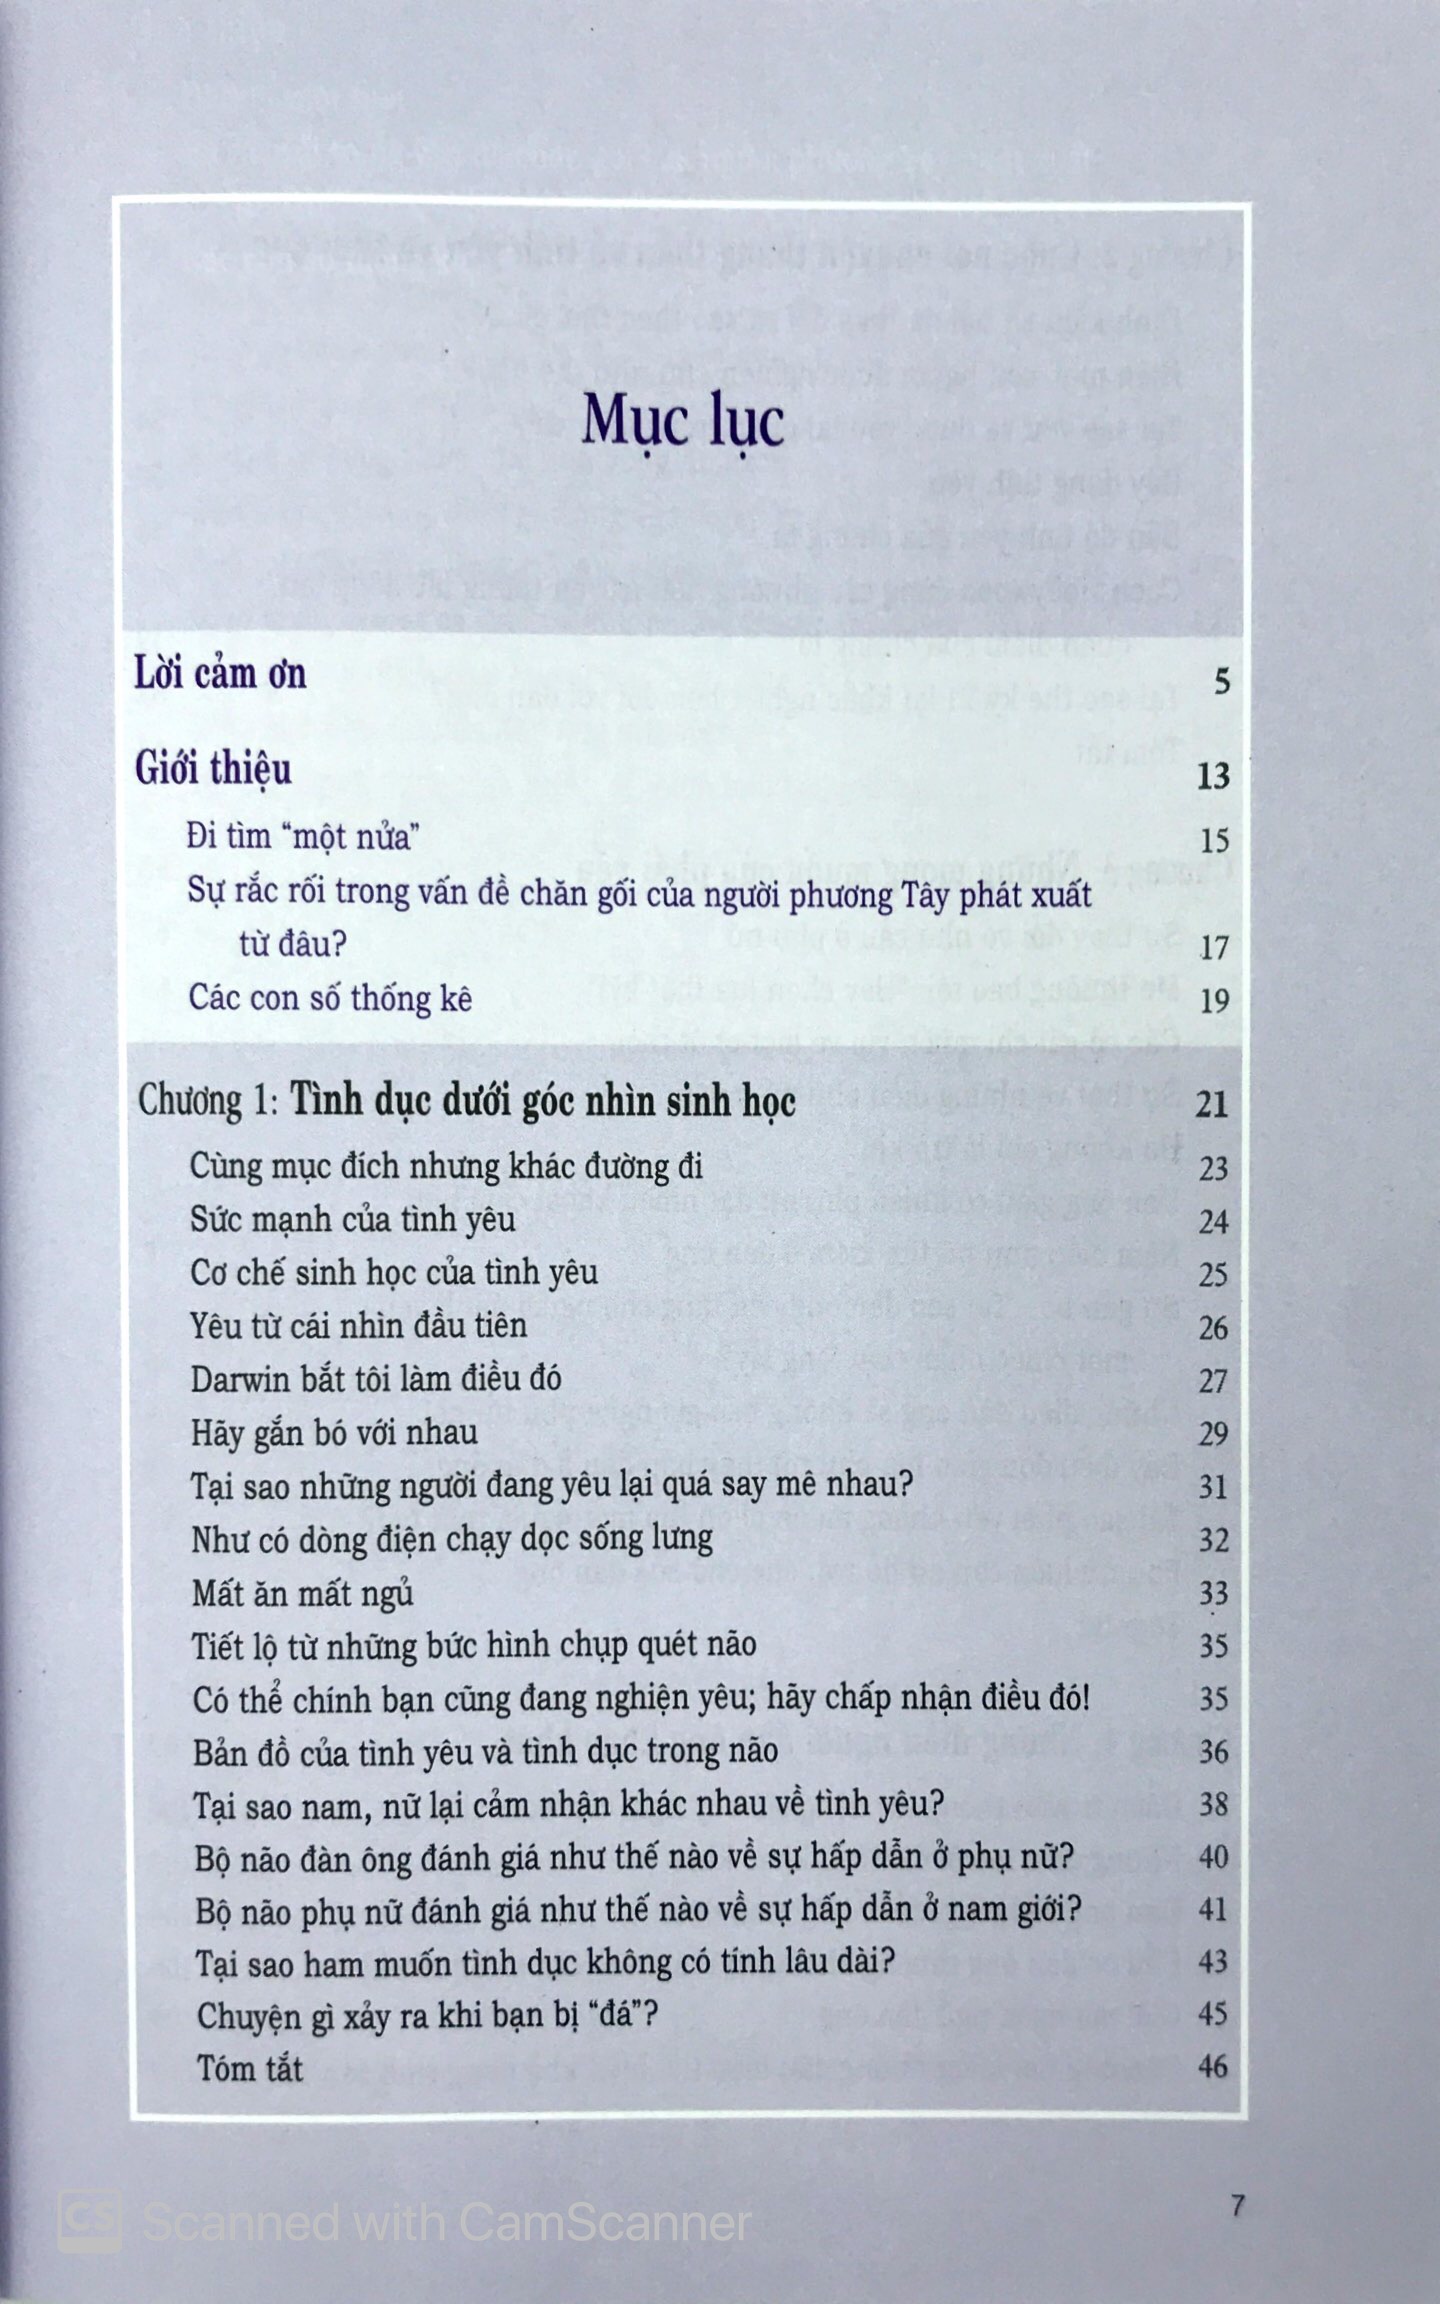 Mục lục
Lời cảm ơn 5
Giới thiệu 13
Đi tìm “một nửa” 15
Sự rắc rối trong vấn đề chăn gối của người phương Tây phát xuất
từ đâu? 17
Các con số thống kê 19
Chương 1: Tình dục dưới góc nhìn sinh học 21
Cùng mục đích nhưng khác đường đi 23
Sức mạnh của tình yêu 24
Cơ chế sinh học của tình yêu 25
Yêu từ cái nhìn đầu tiên 26
Darwin bắt tôi làm điều đó 27
Hãy gắn bó với nhau 29
Tại sao những người đang yêu lại quá say mê nhau? 31
Như có dòng điện chạy dọc sống lưng 32
Mất ăn mất ngủ 33
Tiết lộ từ những bức hình chụp quét não 35
Có thể chính bạn cũng đang nghiện yêu; hãy chấp nhận điều đó! 35
Bản đồ của tình yêu và tình dục trong não 36
Tại sao nam, nữ lại cảm nhận khác nhau về tình yêu? 38
Bộ não đàn ông đánh giá như thế nào về sự hấp dẫn ở phụ nữ? 40
Bộ não phụ nữ đánh giá như thế nào về sự hấp dẫn ở nam giới? 41
Tại sao ham muốn tình dục không có tính lâu dài? 43
Chuyện gì xảy ra khi bạn bị “đá”? 45
Tóm tắt 46
7
CS Scanned with CamScanner